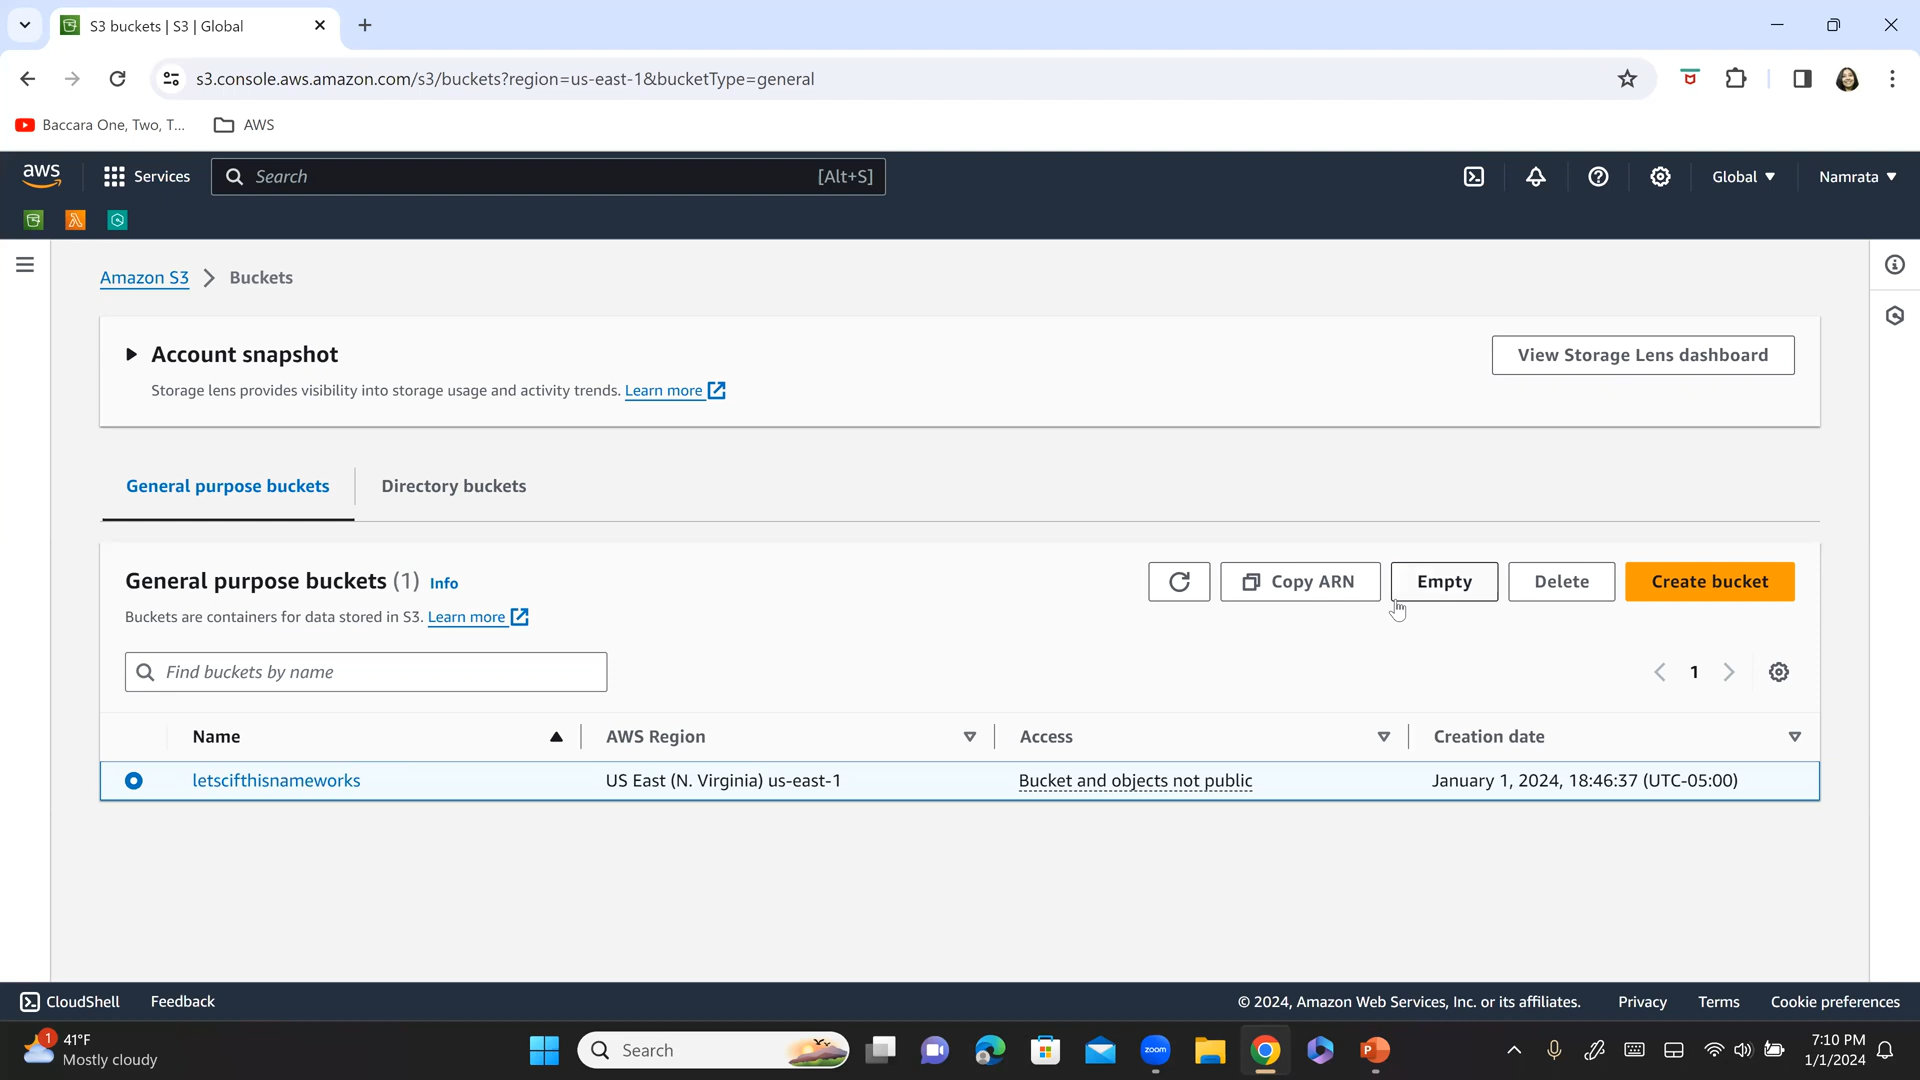 S3 buckets | S3 | Global
s3.console.aws.amazon.com/s3/buckets?region=us-east-1&bucketType=general
Baccara One, Two, T...
AWS
aws
Services
Search
[Alt+S]
Global
Namrata
Amazon S3
Buckets
Account snapshot
View Storage Lens dashboard
Storage lens provides visibility into storage usage and activity trends. Learn more
General purpose buckets
Directory buckets
General purpose buckets (1) Info
Copy ARN
Empty
Delete
Create bucket
Buckets are containers for data stored in S3. Learn more
Find buckets by name
1
Name
AWS Region
Access
Creation date
letscifthisnameworks
US East (N. Virginia) us-east-1
Bucket and objects not public
January 1, 2024, 18:46:37 (UTC-05:00)
CloudShell
Feedback
© 2024, Amazon Web Services, Inc. or its affiliates.
Privacy
Terms
Cookie preferences
1
41°F
Mostly cloudy
Search
zoom
P
7:10 PM
1/1/2024